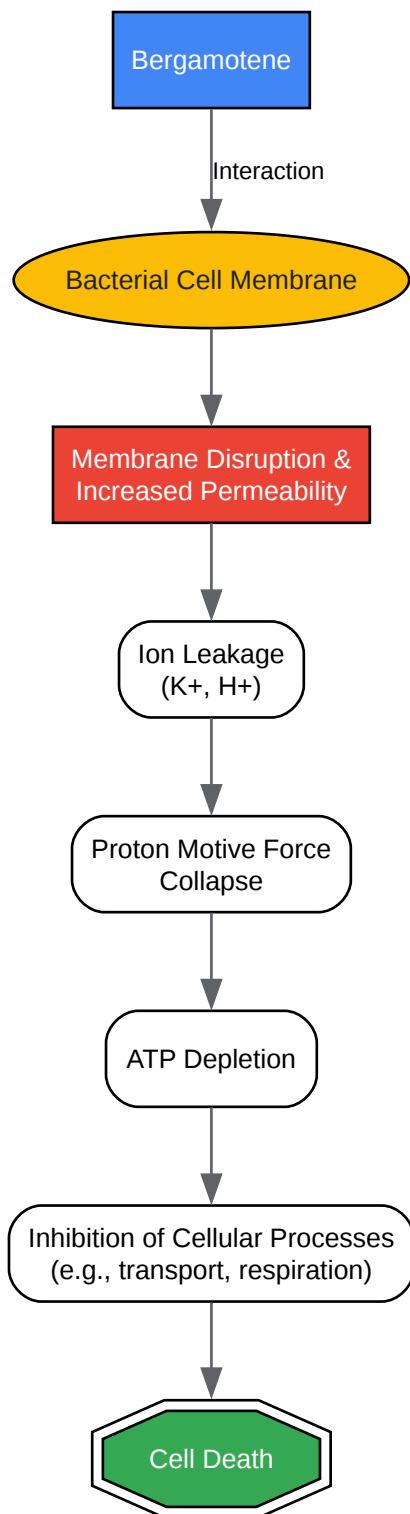 Bergamotene
Interaction
Bacterial Cell Membrane
Membrane Disruption &
Increased Permeability
Ion Leakage
(K+, H+)
Proton Motive Force
Collapse
ATP Depletion
Inhibition of Cellular Processes
(e.g., transport, respiration)
Cell Death